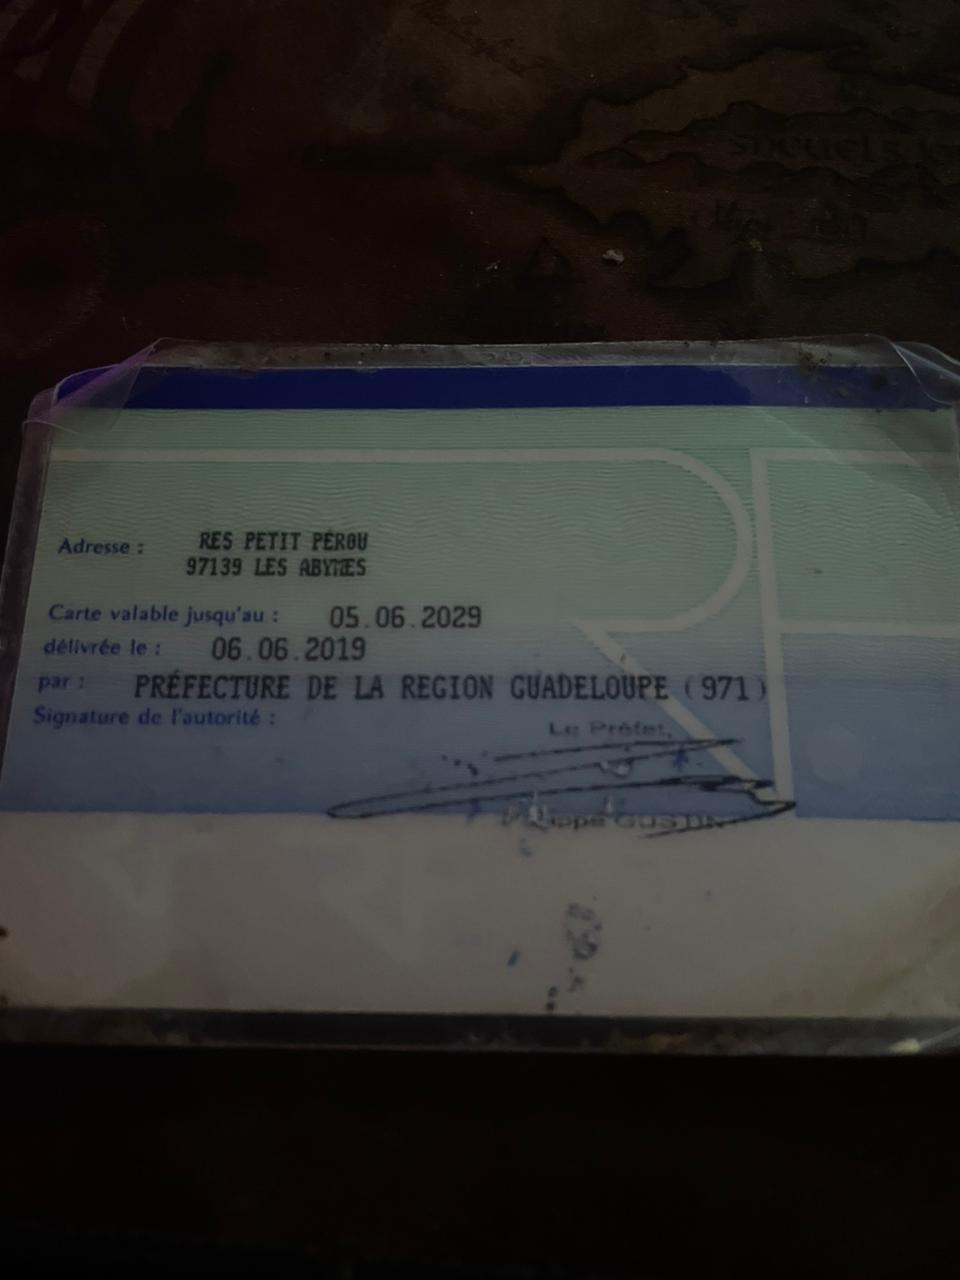 Adresse : RES PETIT PÉROU
97139 LES ABYMES
Carte valable jusqu'au : 05.06.2029
délivrée le : 06.06.2019
par : PRÉFECTURE DE LA REGION GUADELOUPE (971)
Signature de l'autorité :
Le Préfet,
Philippe GUSTIN
RF